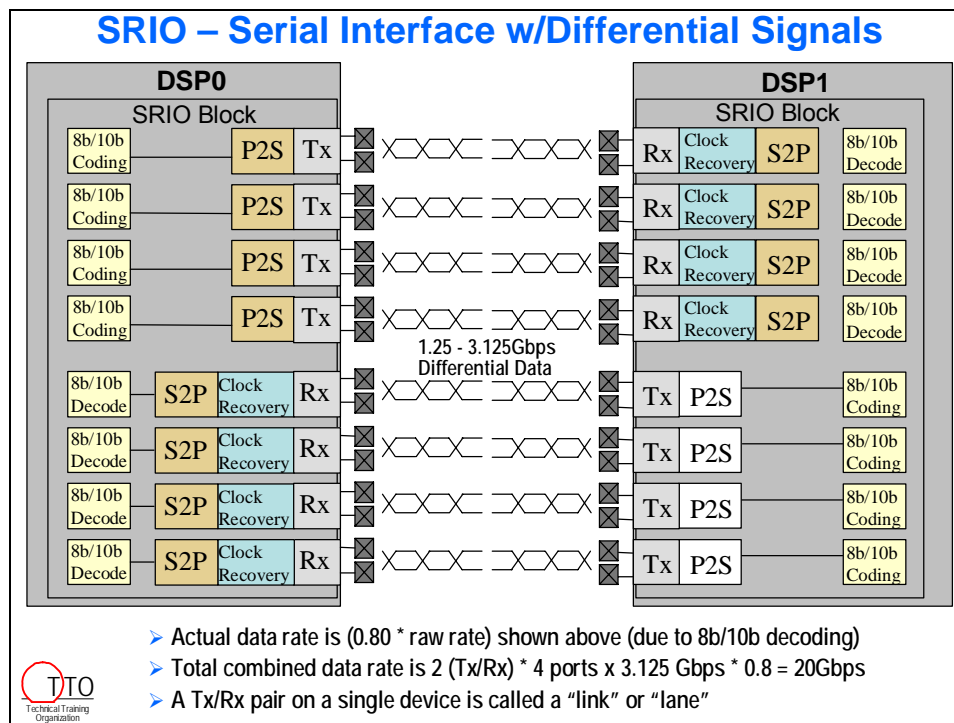 SRIO – Serial Interface w/Differential Signals
DSP0
DSP1
SRIO Block
SRIO Block
8b/10b
Coding
P2S
Tx
Rx
Clock
Recovery
S2P
8b/10b
Decode
8b/10b
Coding
P2S
Tx
Rx
Clock
Recovery
S2P
8b/10b
Decode
8b/10b
Coding
P2S
Tx
Rx
Clock
Recovery
S2P
8b/10b
Decode
8b/10b
Coding
P2S
Tx
Rx
Clock
Recovery
S2P
8b/10b
Decode
1.25 - 3.125Gbps
Differential Data
8b/10b
Decode
S2P
Clock
Recovery
Rx
Tx
P2S
8b/10b
Coding
8b/10b
Decode
S2P
Clock
Recovery
Rx
Tx
P2S
8b/10b
Coding
8b/10b
Decode
S2P
Clock
Recovery
Rx
Tx
P2S
8b/10b
Coding
8b/10b
Decode
S2P
Clock
Recovery
Rx
Tx
P2S
8b/10b
Coding
➢ Actual data rate is (0.80 * raw rate) shown above (due to 8b/10b decoding)
➢ Total combined data rate is 2 (Tx/Rx) * 4 ports x 3.125 Gbps * 0.8 = 20Gbps
➢ A Tx/Rx pair on a single device is called a “link” or “lane”
TTO
Technical Training
Organization